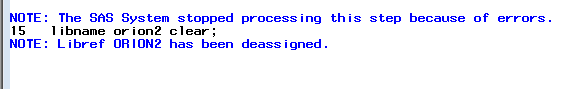 NOTE: The SAS System stopped processing this step because of errors.
15   libname orion2 clear;
NOTE: Libref ORION2 has been deassigned.